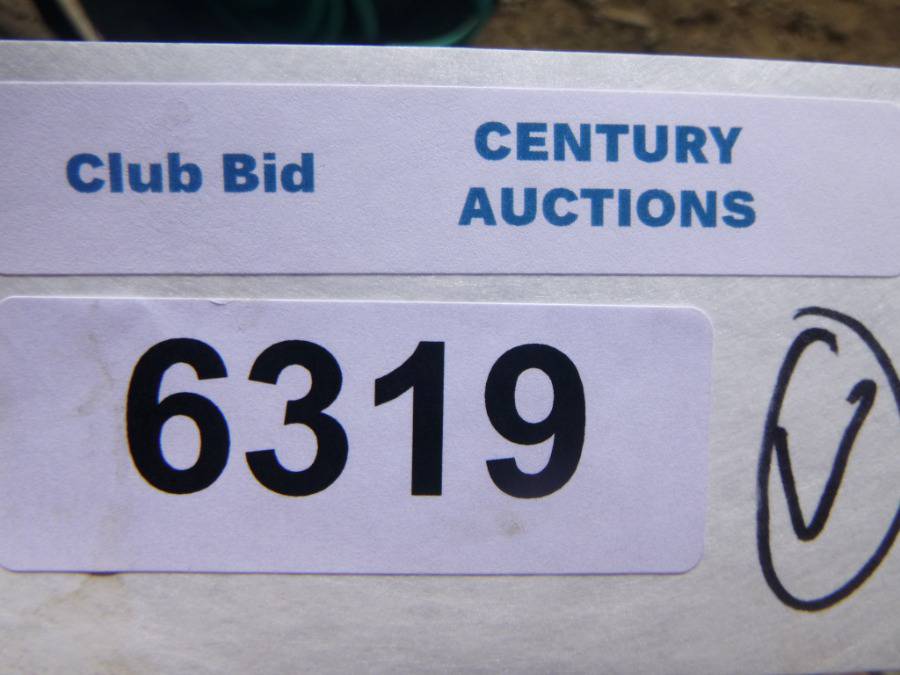 Club Bid
CENTURY
AUCTIONS
6319
V